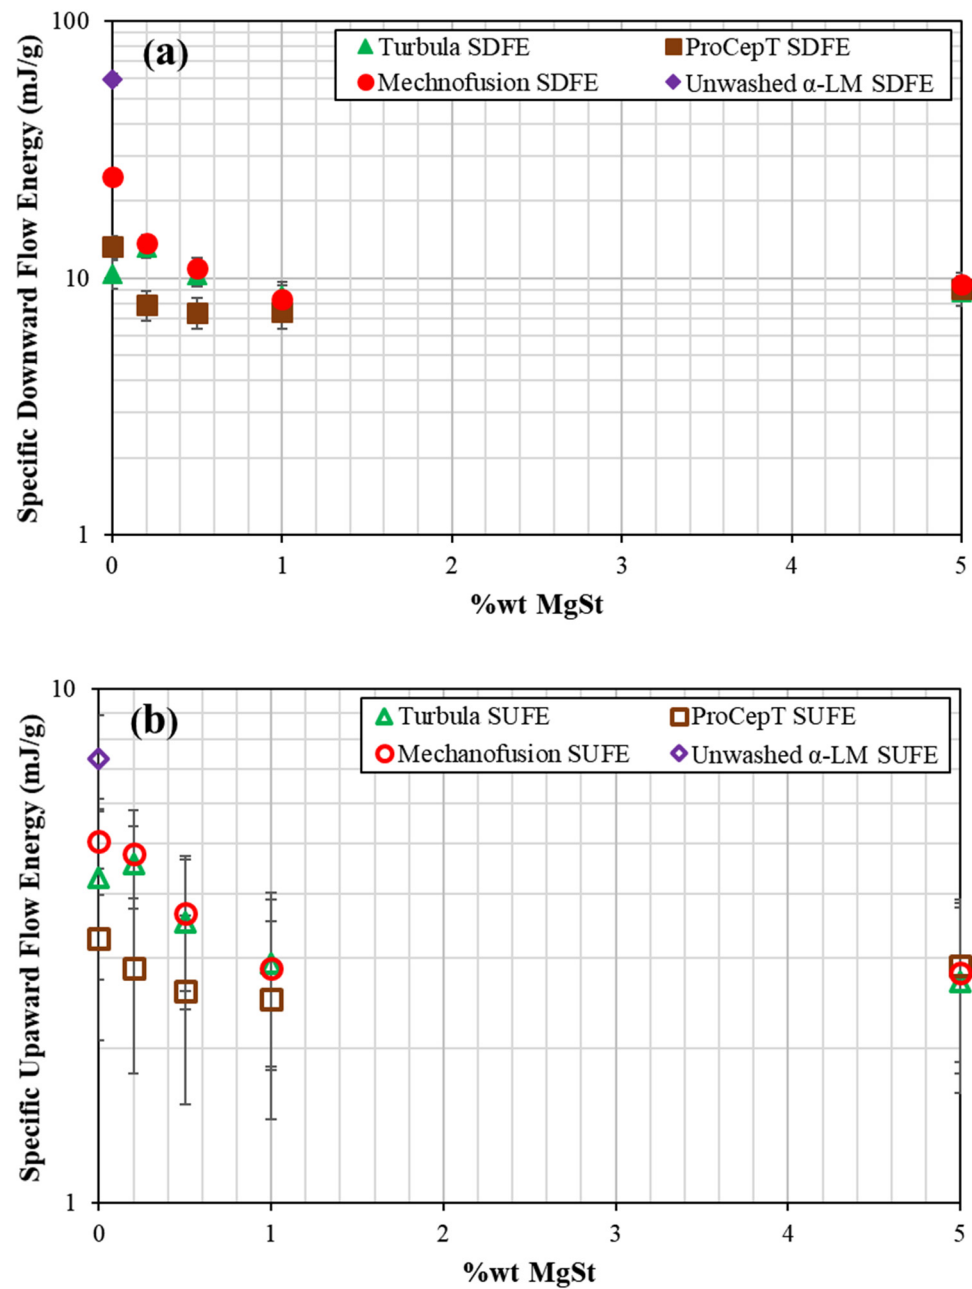 100
(a)
Turbula SDFE
ProCepT SDFE
Mechnofusion SDFE
Unwashed α-LM SDFE
Specific Downward Flow Energy (mJ/g)
10
1
0 1 2 3 4 5
%wt MgSt
10
(b)
Turbula SUFE
ProCepT SUFE
Mechanofusion SUFE
Unwashed α-LM SUFE
Specific Upaward Flow Energy (mJ/g)
1
0 1 2 3 4 5
%wt MgSt